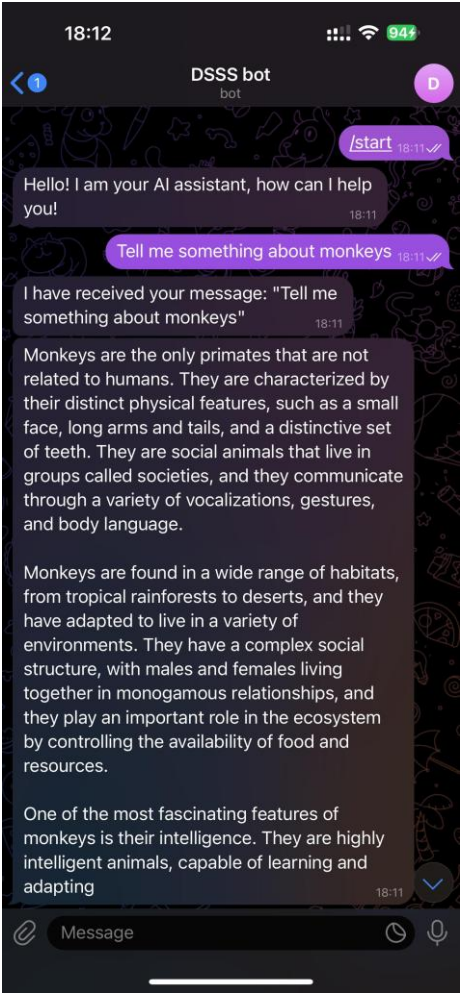 18:12
94
1
DSSS bot
D
bot
/start 18:11
Hello! I am your AI assistant, how can I help
you!
18:11
Tell me something about monkeys 18:11
I have received your message: "Tell me
something about monkeys"
18:11
Monkeys are the only primates that are not
related to humans. They are characterized by
their distinct physical features, such as a small
face, long arms and tails, and a distinctive set
of teeth. They are social animals that live in
groups called societies, and they communicate
through a variety of vocalizations, gestures,
and body language.
Monkeys are found in a wide range of habitats,
from tropical rainforests to deserts, and they
have adapted to live in a variety of
environments. They have a complex social
structure, with males and females living
together in monogamous relationships, and
they play an important role in the ecosystem
by controlling the availability of food and
resources.
One of the most fascinating features of
monkeys is their intelligence. They are highly
intelligent animals, capable of learning and
adapting
18:11
Message